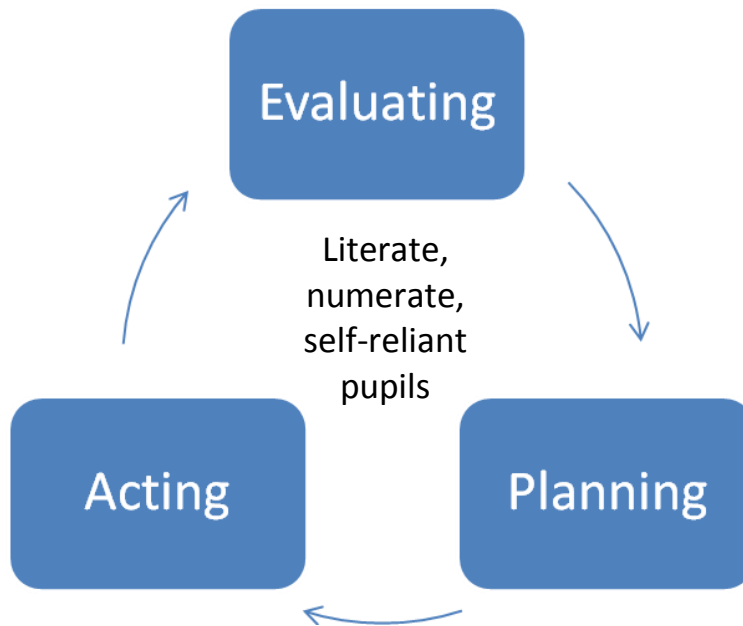 Evaluating
Literate,
numerate,
self-reliant
pupils
Acting
Planning